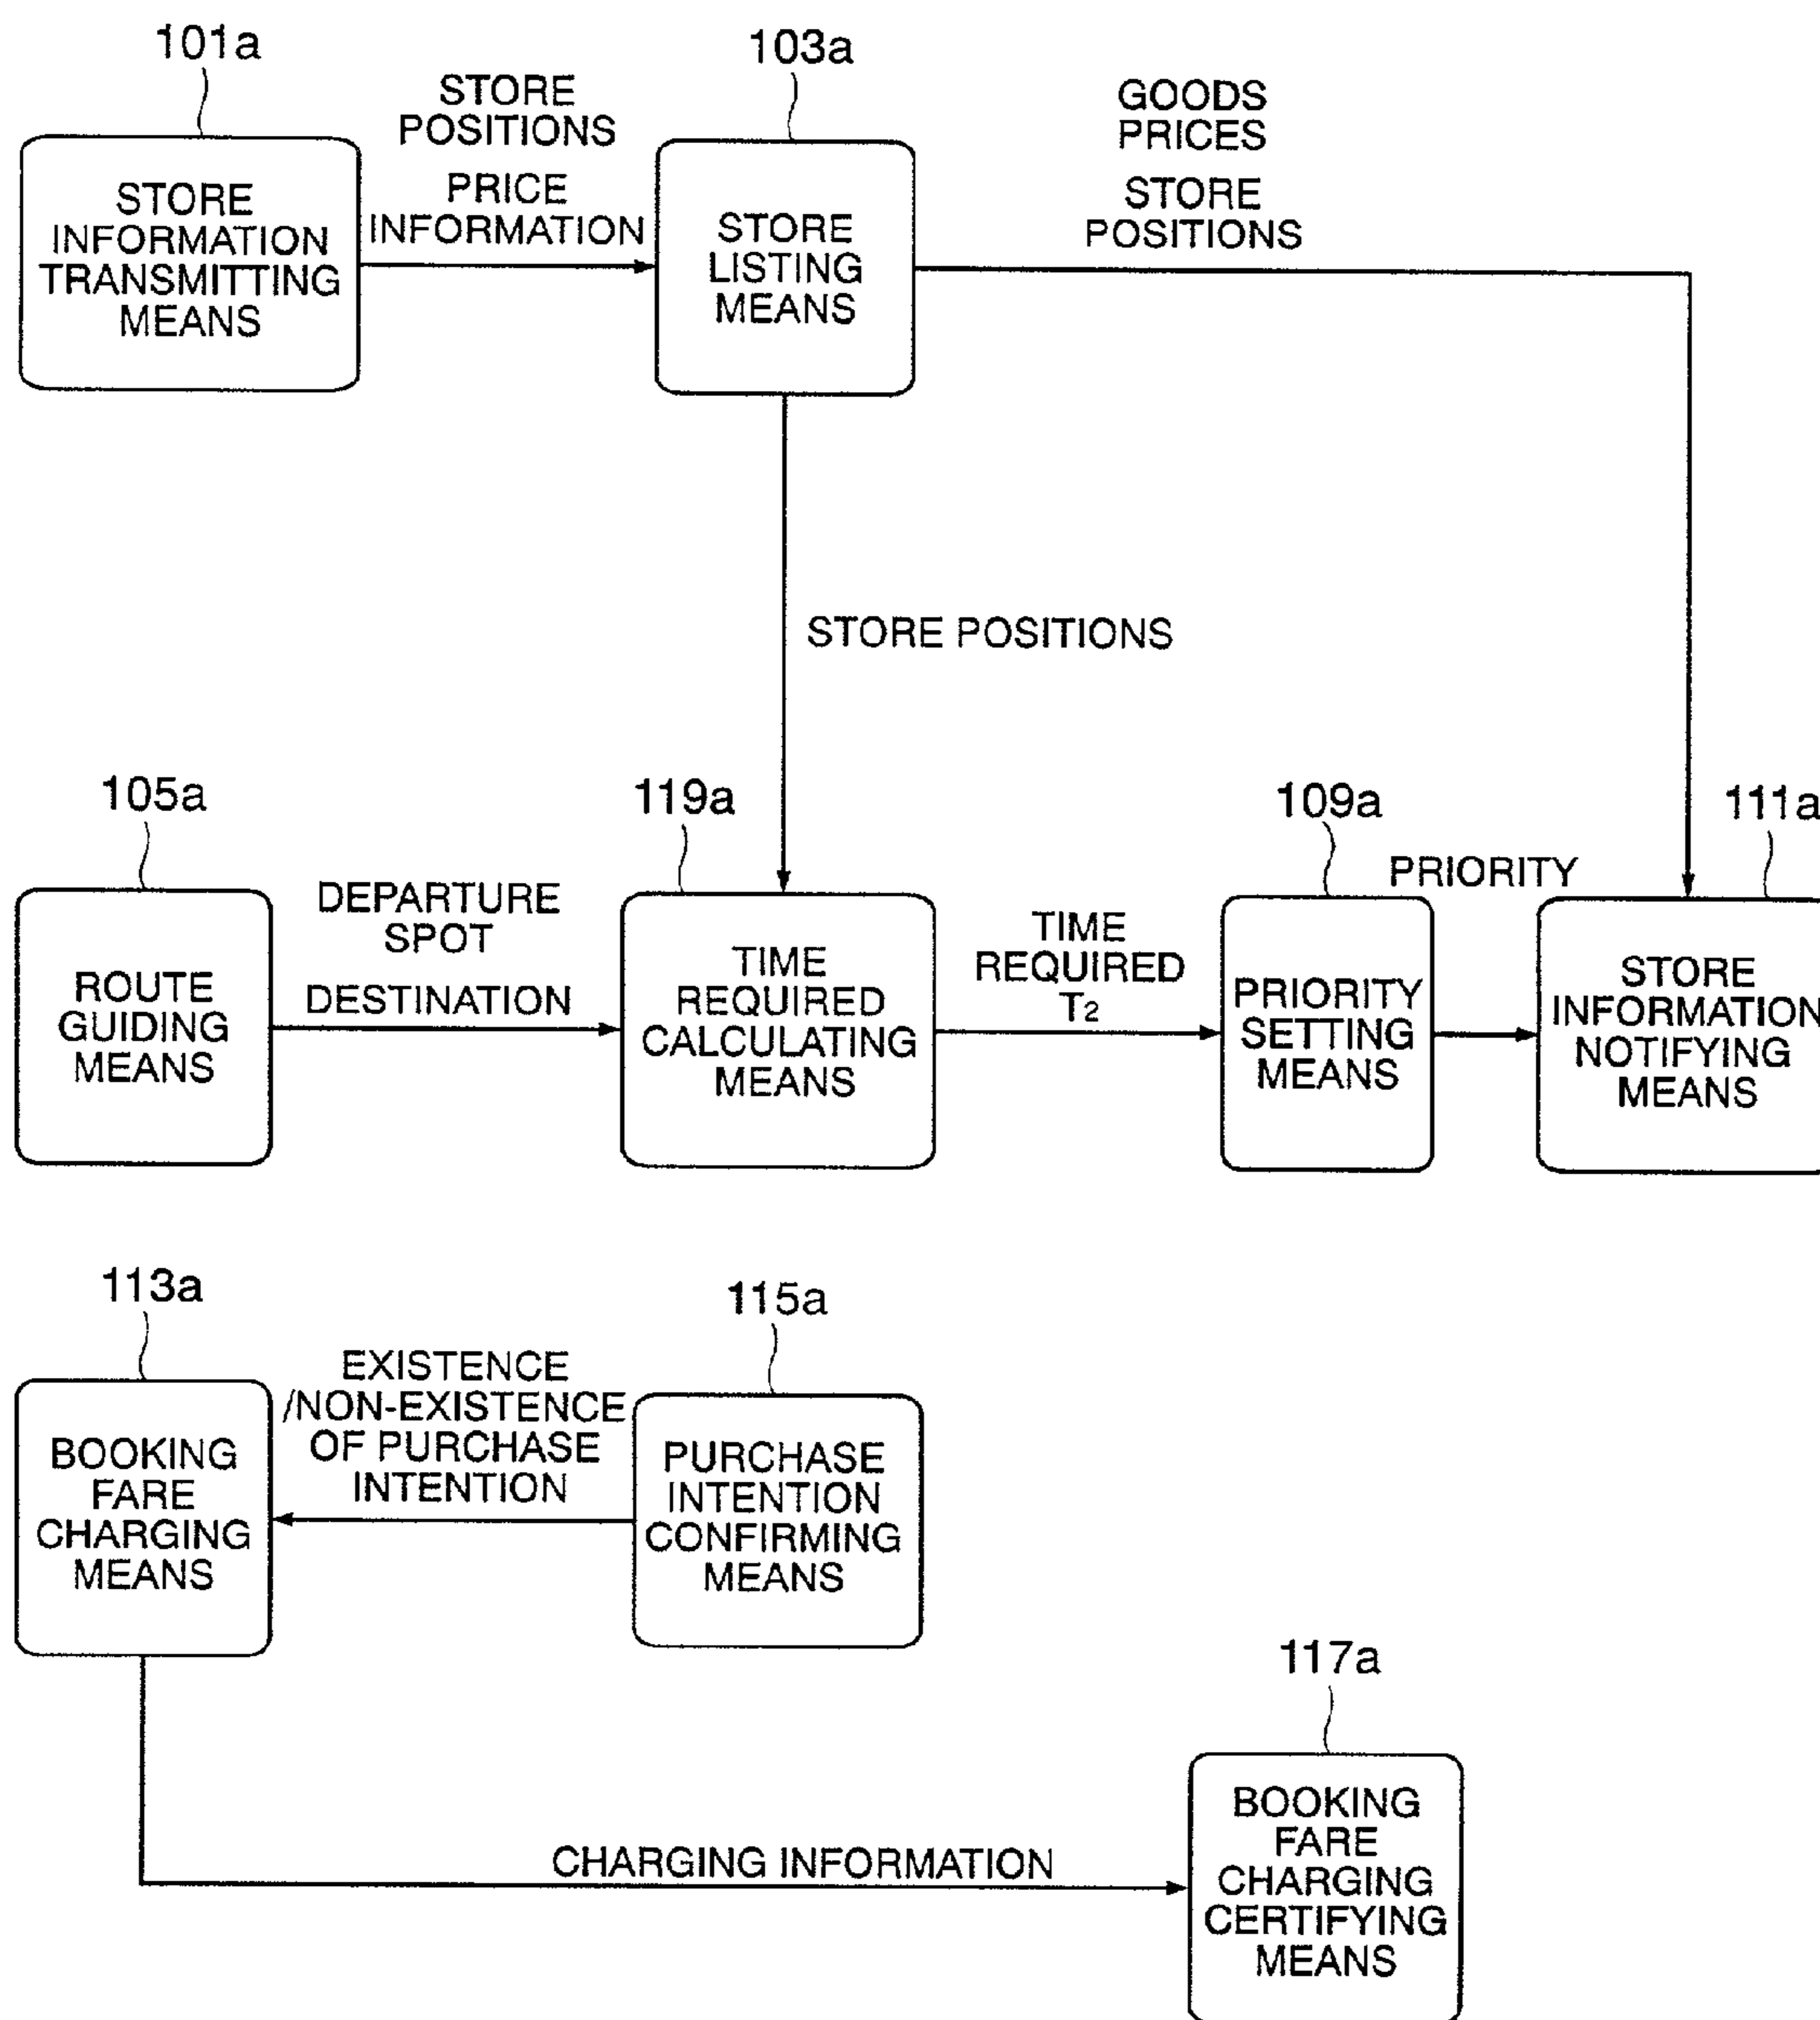 101a
103a
STORE
POSITIONS
PRICE
INFORMATION
GOODS
PRICES
STORE
POSITIONS
STORE
INFORMATION
TRANSMITTING
MEANS
STORE
LISTING
MEANS
STORE POSITIONS
105a
119a
109a
111a
DEPARTURE
SPOT
DESTINATION
TIME
REQUIRED
T2
PRIORITY
ROUTE
GUIDING
MEANS
TIME
REQUIRED
CALCULATING
MEANS
PRIORITY
SETTING
MEANS
STORE
INFORMATION
NOTIFYING
MEANS
113a
115a
EXISTENCE
/NON-EXISTENCE
OF PURCHASE
INTENTION
BOOKING
FARE
CHARGING
MEANS
PURCHASE
INTENTION
CONFIRMING
MEANS
117a
CHARGING INFORMATION
BOOKING
FARE
CHARGING
CERTIFYING
MEANS